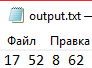 output.txt —
Файл Правка
17 52 8 62